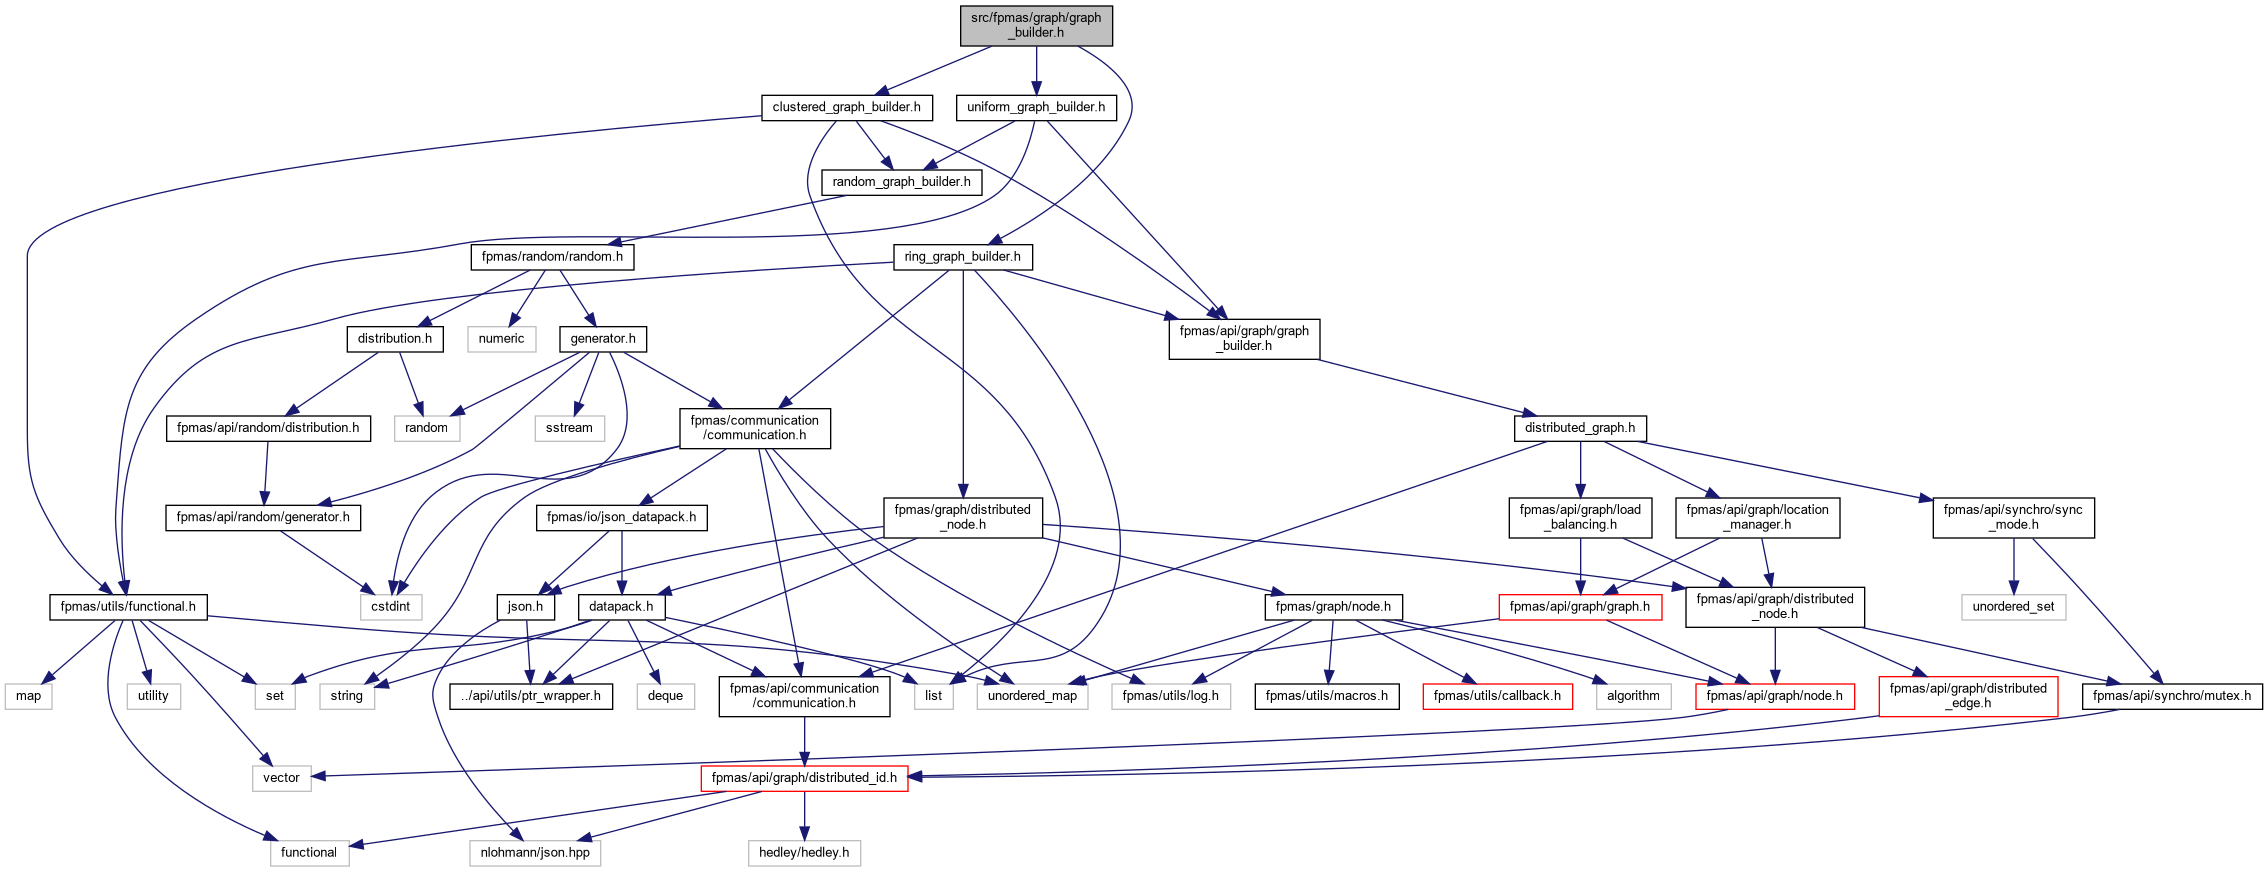 src/fpmas/graph/graph
_builder.h
clustered_graph_builder.h
uniform_graph_builder.h
random_graph_builder.h
fpmas/random/random.h
ring_graph_builder.h
distribution.h
numeric
generator.h
fpmas/api/graph/graph
_builder.h
fpmas/api/random/distribution.h
random
sstream
fpmas/communication
/communication.h
distributed_graph.h
fpmas/api/random/generator.h
fpmas/io/json_datapack.h
fpmas/graph/distributed
_node.h
fpmas/api/graph/load
_balancing.h
fpmas/api/graph/location
_manager.h
fpmas/api/synchro/sync
_mode.h
fpmas/utils/functional.h
cstdint
json.h
datapack.h
fpmas/graph/node.h
fpmas/api/graph/graph.h
fpmas/api/graph/distributed
_node.h
unordered_set
map
utility
set
string
../api/utils/ptr_wrapper.h
deque
fpmas/api/communication
/communication.h
list
unordered_map
fpmas/utils/log.h
fpmas/utils/macros.h
fpmas/utils/callback.h
algorithm
fpmas/api/graph/node.h
fpmas/api/graph/distributed
_edge.h
fpmas/api/synchro/mutex.h
vector
fpmas/api/graph/distributed_id.h
functional
nlohmann/json.hpp
hedley/hedley.h